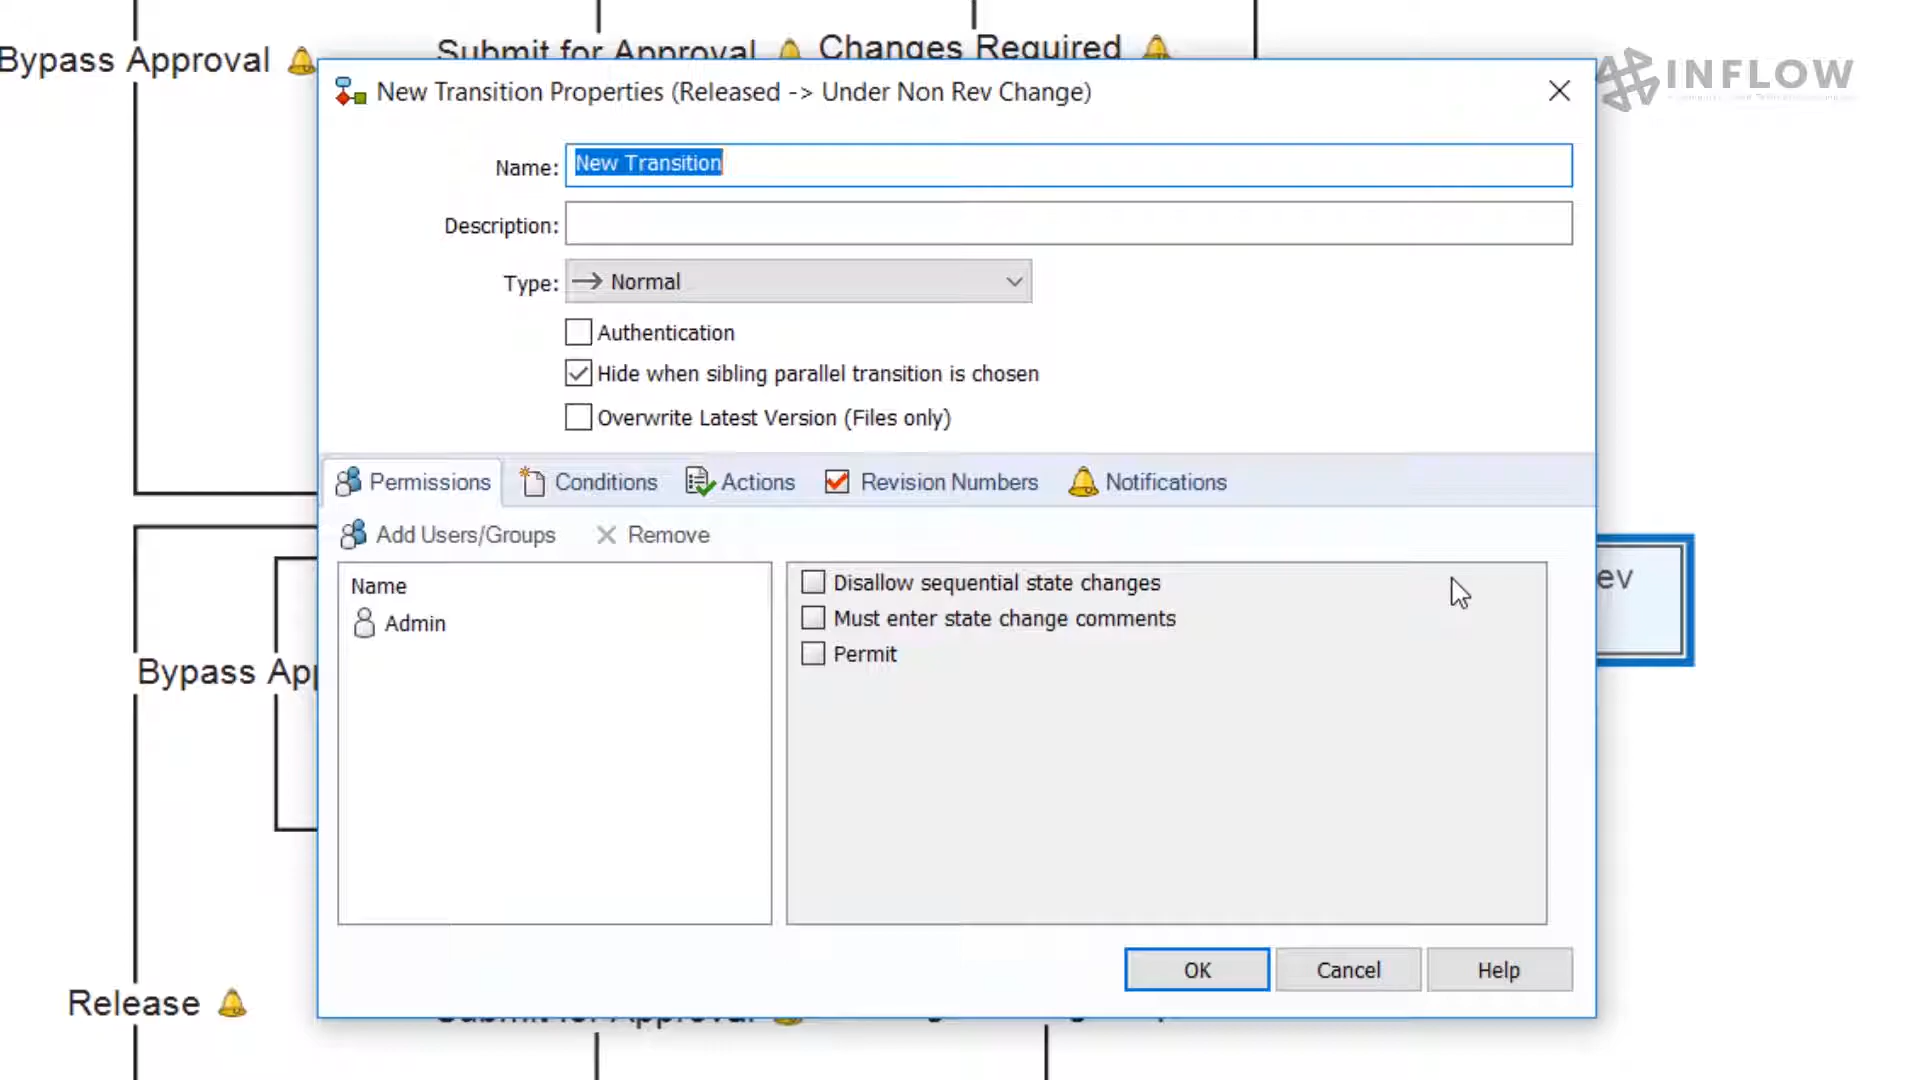 Bypass Approval
Submit for Approval
Changes Required
INFLOW
New Transition Properties (Released -> Under Non Rev Change)
Name: New Transition
Description:
Type: Normal
Authentication
Hide when sibling parallel transition is chosen
Overwrite Latest Version (Files only)
Permissions Conditions Actions Revision Numbers Notifications
Add Users/Groups Remove
Name
Admin
Disallow sequential state changes
Must enter state change comments
Permit
ev
Bypass App
OK Cancel Help
Release